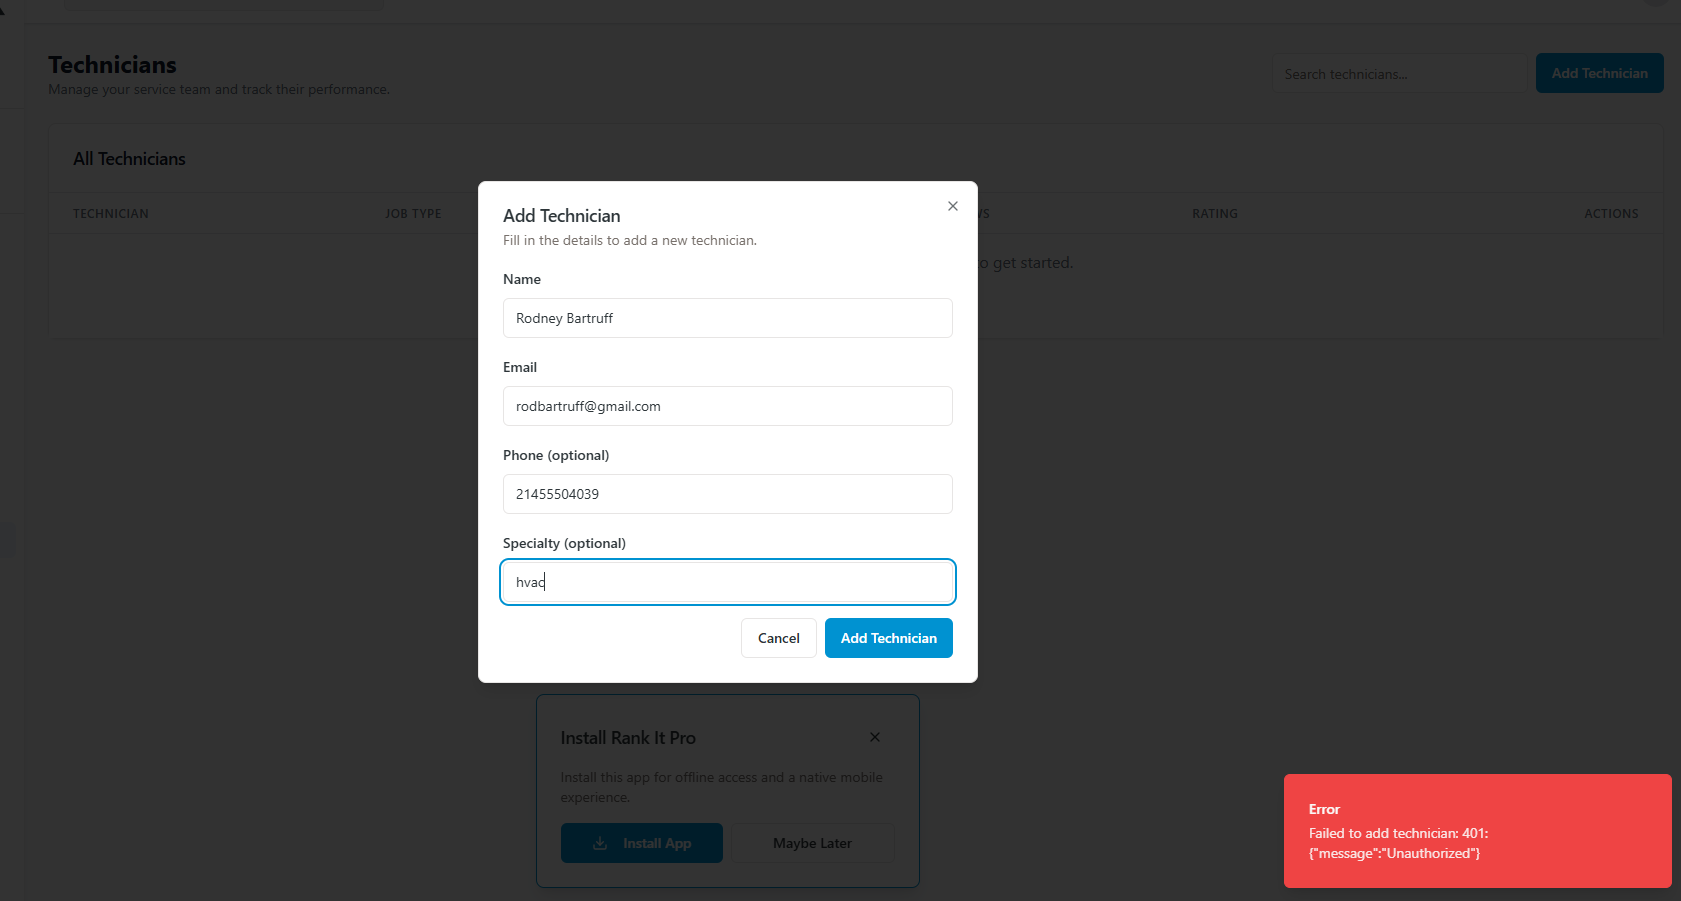 Technicians
Manage your service team and track their performance.
Search technicians...
Add Technician
All Technicians
TECHNICIAN
JOB TYPE
RATING
ACTIONS
to get started.
Add Technician
Fill in the details to add a new technician.
Name
Rodney Bartruff
Email
rodbartruff@gmail.com
Phone (optional)
21455504039
Specialty (optional)
hvac
Cancel
Add Technician
Install Rank It Pro
Install this app for offline access and a native mobile
experience.
Install App
Maybe Later
Error
Failed to add technician: 401:
{"message":"Unauthorized"}